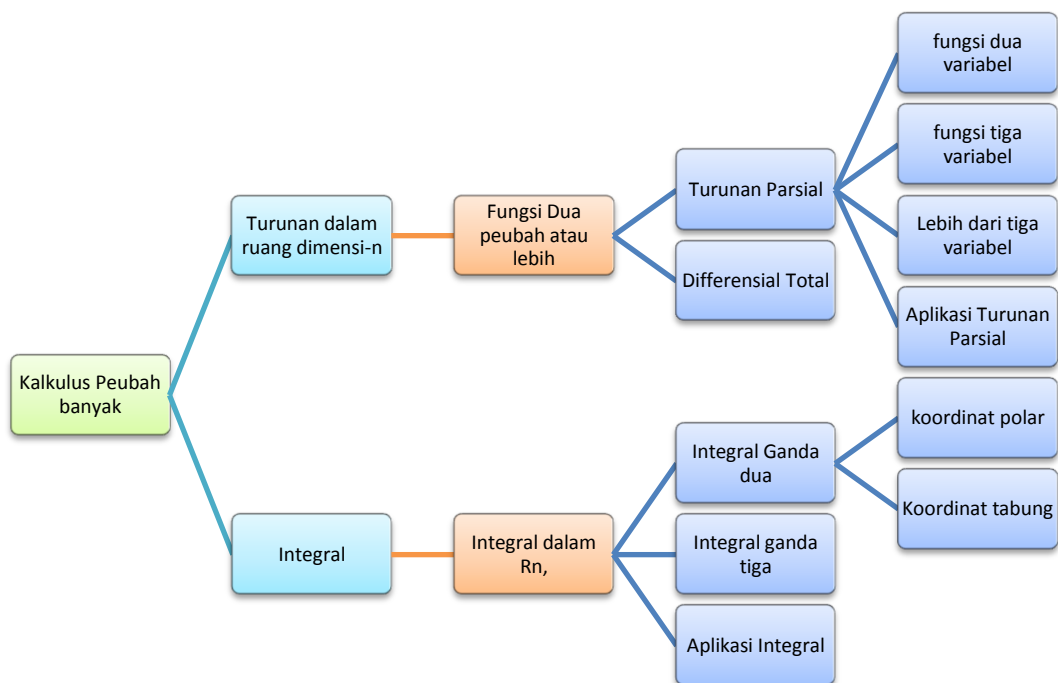 Kalkulus Peubah
banyak
Turunan dalam
ruang dimensi-n
Fungsi Dua
peubah atau
lebih
Turunan Parsial
fungsi dua
variabel
fungsi tiga
variabel
Lebih dari tiga
variabel
Aplikasi Turunan
Parsial
Differensial Total
Integral
Integral dalam
Rn,
Integral Ganda
dua
koordinat polar
Koordinat tabung
Integral ganda
tiga
Aplikasi Integral